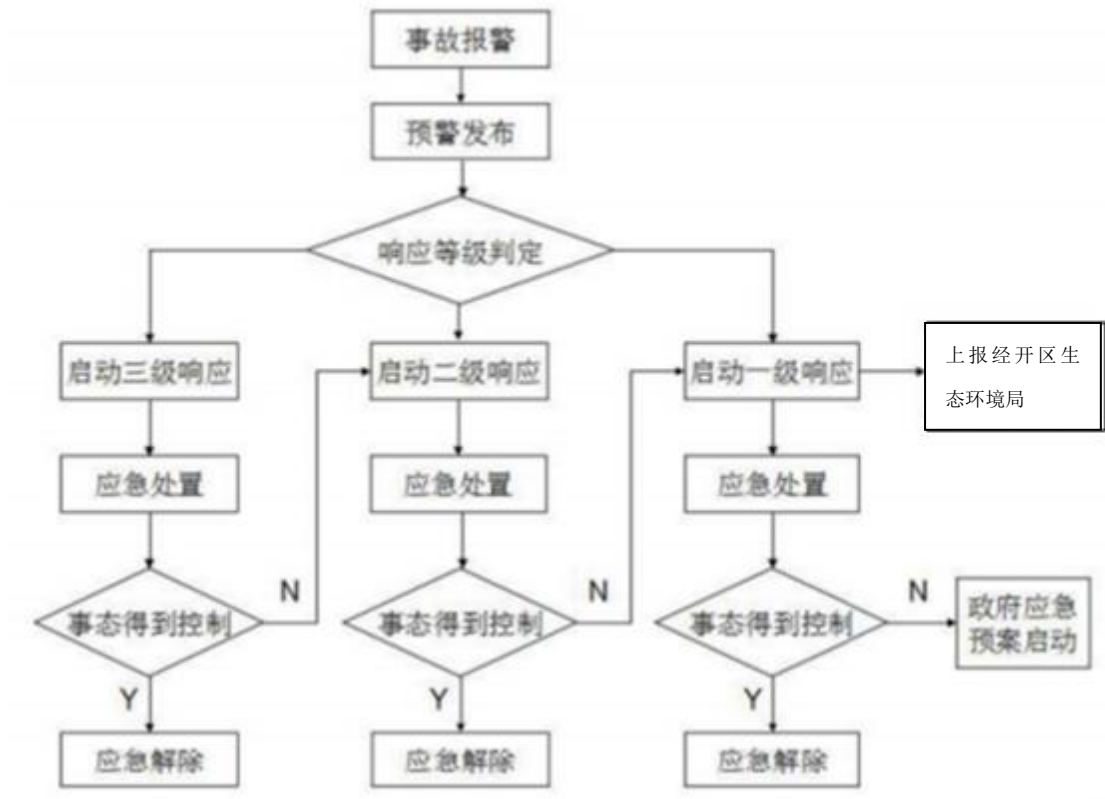 事故报警
预警发布
响应等级判定
启动三级响应
启动二级响应
启动一级响应
上报经开区生
态环境局
应急处置
应急处置
应急处置
事态得到控制
N
事态得到控制
N
事态得到控制
N
政府应急
预案启动
Y
Y
Y
应急解除
应急解除
应急解除